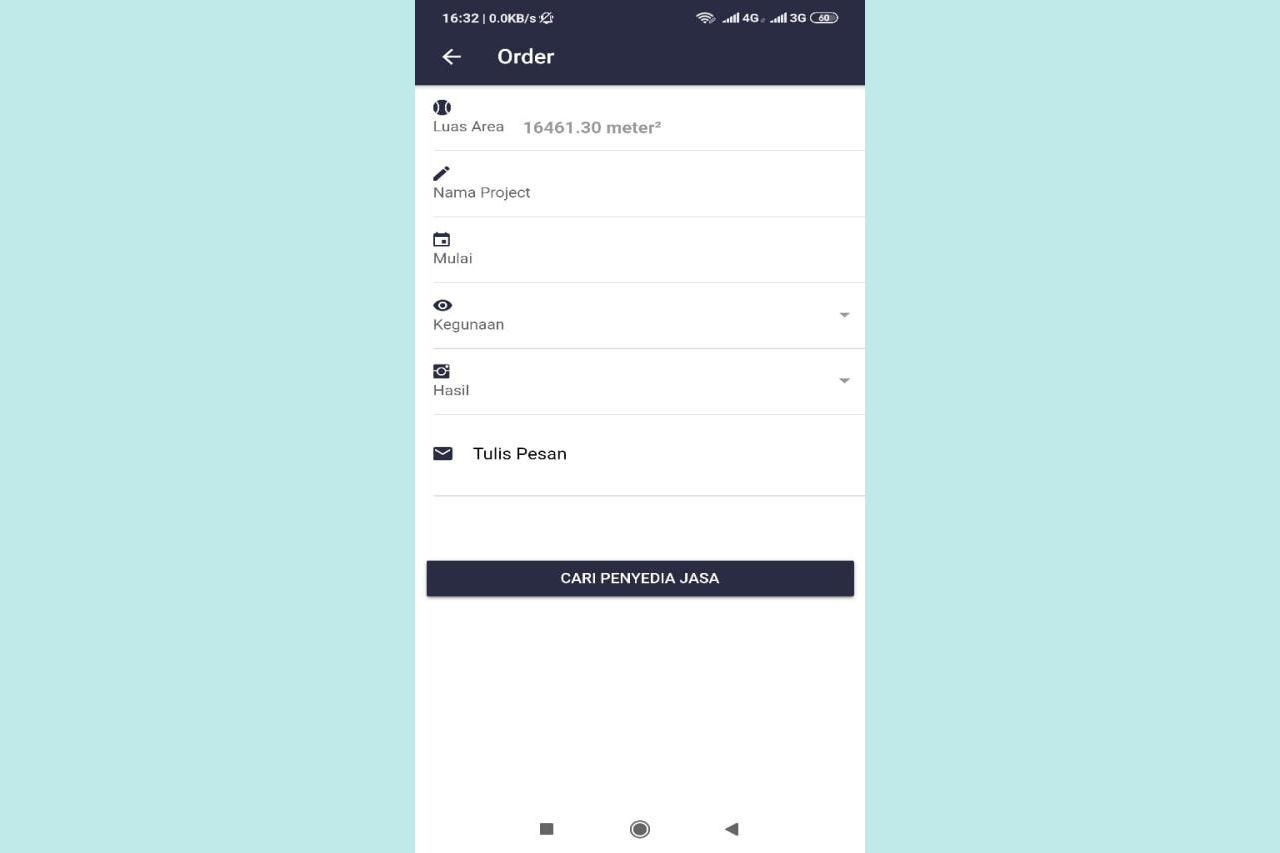 16:32 | 0.0KB/s 4G 3G 60
Order
Luas Area 16461.30 meter²
Nama Project
Mulai
Kegunaan
Hasil
Tulis Pesan
CARI PENYEDIA JASA